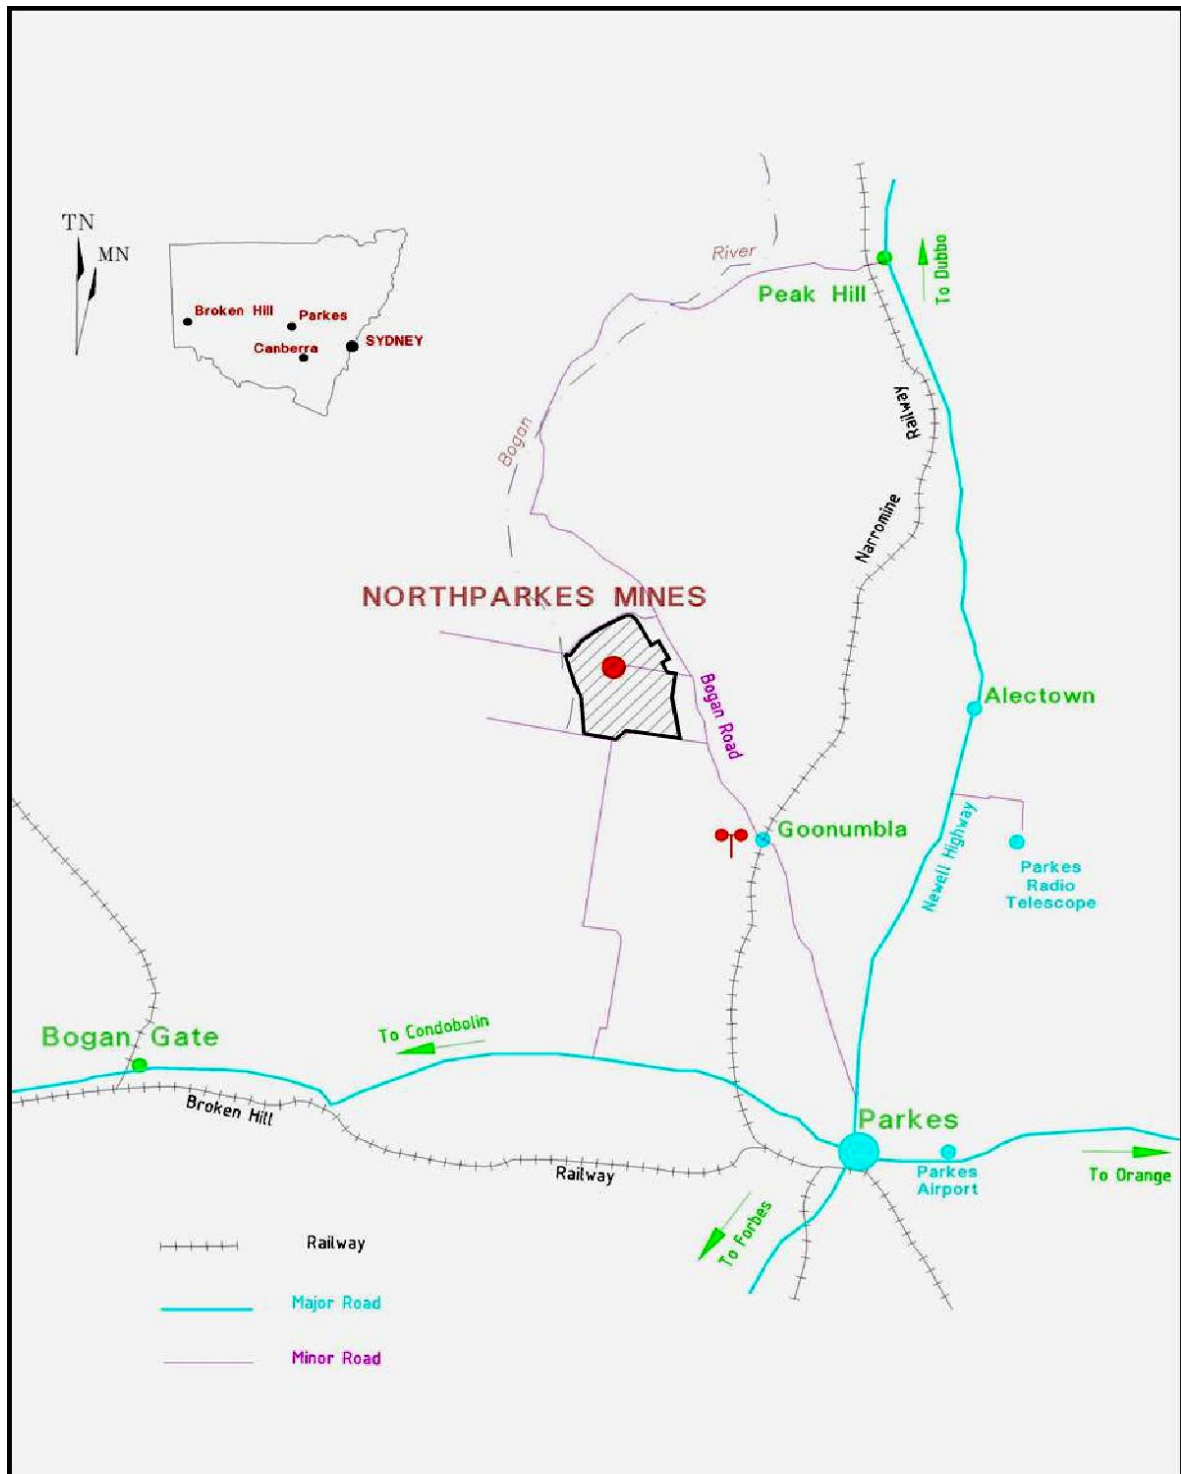 TN
MN
Broken Hill
Parkes
Canberra
SYDNEY
River
Peak Hill
To Dubbo
Railway
Bogan
Narromine
NORTHPARKES MINES
Bogan Road
Alectown
Goonumbla
Newell Highway
Parkes
Radio
Telescope
Bogan Gate
To Condobolin
Broken Hill
Railway
Parkes
Parkes
Airport
To Orange
To Forbes
Railway
Major Road
Minor Road